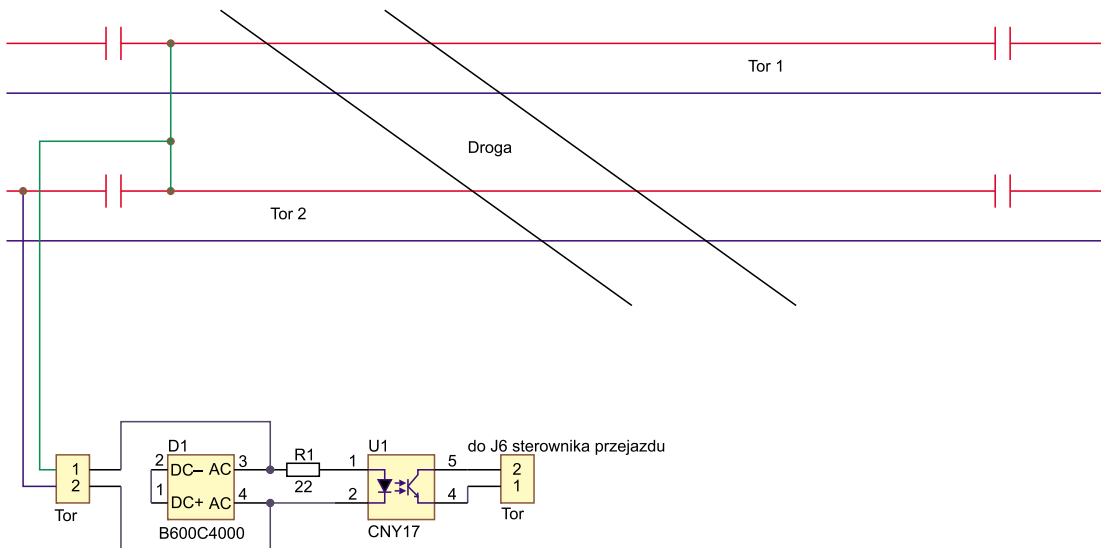 Tor 1
Droga
Tor 2
D1
U1
do J6 sterownika przejazdu
1
2
Tor
2 DC– AC 3
1 DC+ AC 4
B600C4000
R1
22
1 5
2 4
CNY17
2
1
Tor